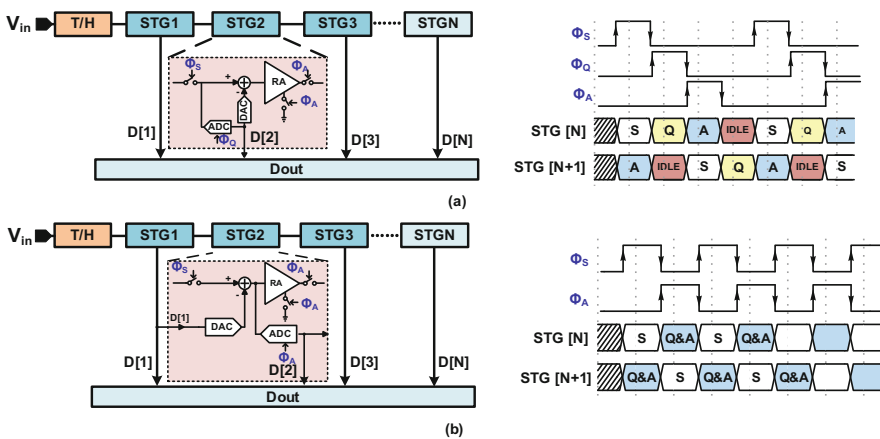 Vin T/H STG1 STG2 STG3 STGN
ΦS + - RA ΦA
ΦA
DAC
ADC
ΦQ
D[1] D[2] D[3] D[N]
Dout
(a)
ΦS
ΦQ
ΦA
STG [N] S Q A IDLE S Q A
STG [N+1] A IDLE S Q A IDLE S
Vin T/H STG1 STG2 STG3 STGN
ΦS + - RA ΦA
ΦA
D[1] DAC ADC
ΦA
D[1] D[2] D[3] D[N]
Dout
(b)
ΦS
ΦA
STG [N] S Q&A S Q&A
STG [N+1] Q&A S Q&A S Q&A